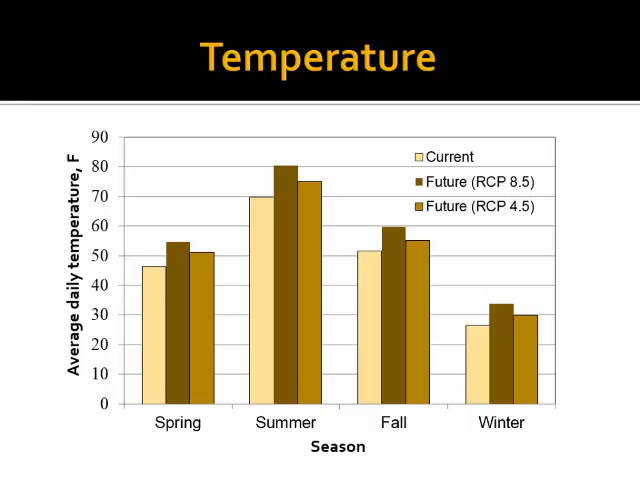 Temperature
90
80
70
60
50
40
30
20
10
0
Average daily temperature, F
Current
Future (RCP 8.5)
Future (RCP 4.5)
Spring Summer Fall Winter
Season